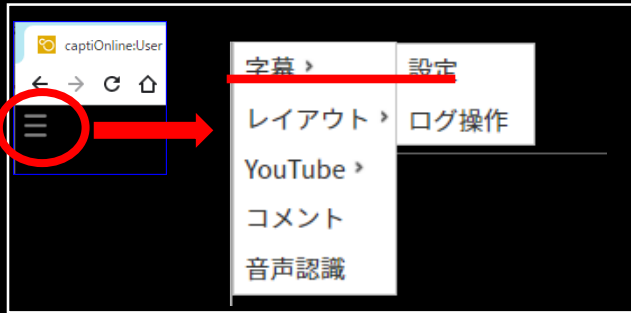 captiOnline:User
字幕
設定
レイアウト
ログ操作
YouTube
コメント
音声認識